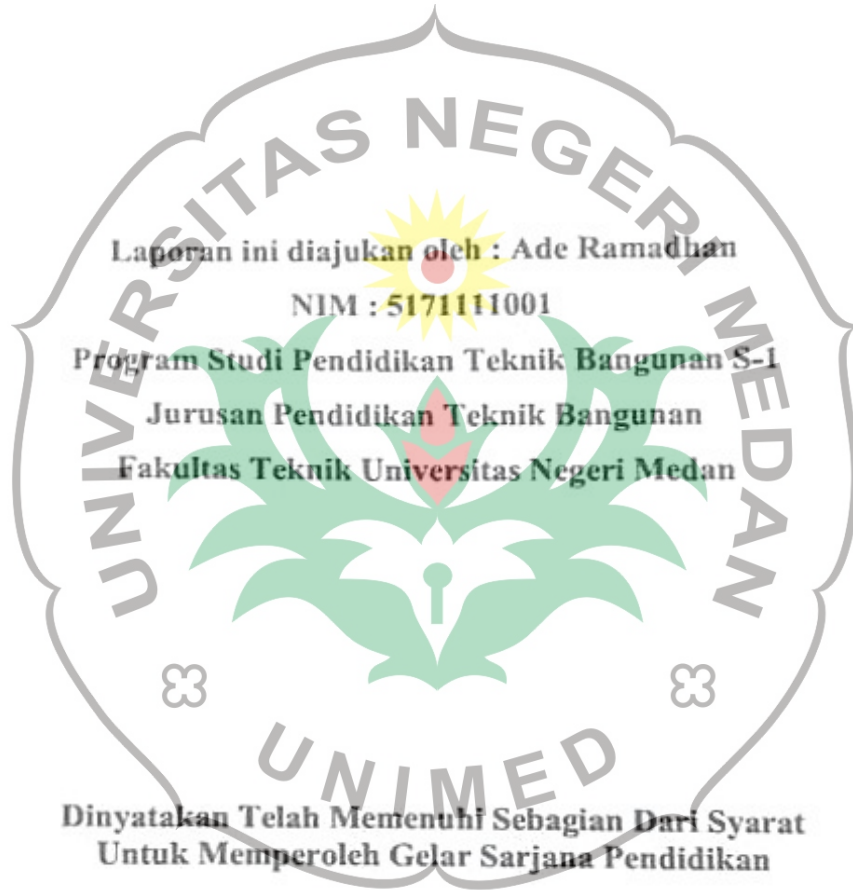 UNIVERSITAS NEGERI MEDAN
Laporan ini diajukan oleh : Ade Ramadhan
NIM : 5171111001
Program Studi Pendidikan Teknik Bangunan S-1
Jurusan Pendidikan Teknik Bangunan
Fakultas Teknik Universitas Negeri Medan
UNIMED
Dinyatakan Telah Memenuhi Sebagian Dari Syarat
Untuk Memperoleh Gelar Sarjana Pendidikan